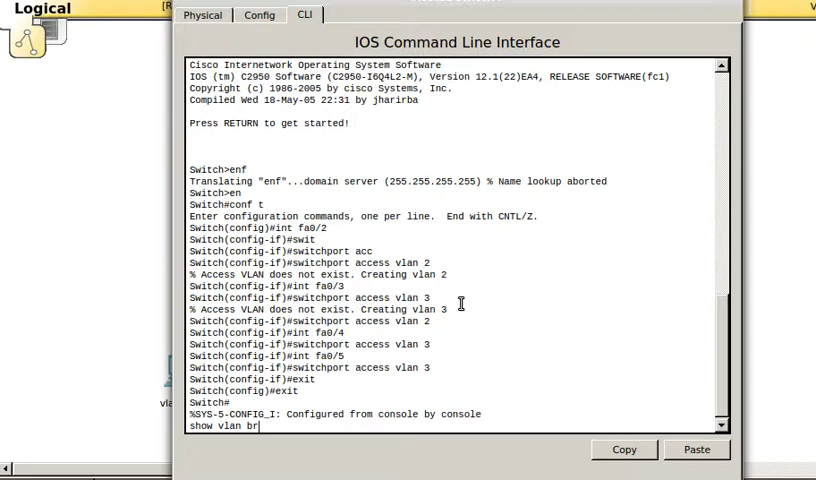 Logical
[R
V
Physical
Config
CLI
IOS Command Line Interface
Cisco Internetwork Operating System Software
IOS (tm) C2950 Software (C2950-I6Q4L2-M), Version 12.1(22)EA4, RELEASE SOFTWARE(fc1)
Copyright (c) 1986-2005 by cisco Systems, Inc.
Compiled Wed 18-May-05 22:31 by jharirba
Press RETURN to get started!
Switch>enf
Translating "enf"...domain server (255.255.255.255) % Name lookup aborted
Switch>en
Switch#conf t
Enter configuration commands, one per line.  End with CNTL/Z.
Switch(config)#int fa0/2
Switch(config-if)#swit
Switch(config-if)#switchport acc
Switch(config-if)#switchport access vlan 2
% Access VLAN does not exist. Creating vlan 2
Switch(config-if)#int fa0/3
Switch(config-if)#switchport access vlan 3
% Access VLAN does not exist. Creating vlan 3
Switch(config-if)#switchport access vlan 2
Switch(config-if)#int fa0/4
Switch(config-if)#switchport access vlan 3
Switch(config-if)#int fa0/5
Switch(config-if)#switchport access vlan 3
Switch(config-if)#exit
Switch(config)#exit
Switch#
%SYS-5-CONFIG_I: Configured from console by console
show vlan br
vla
Copy
Paste